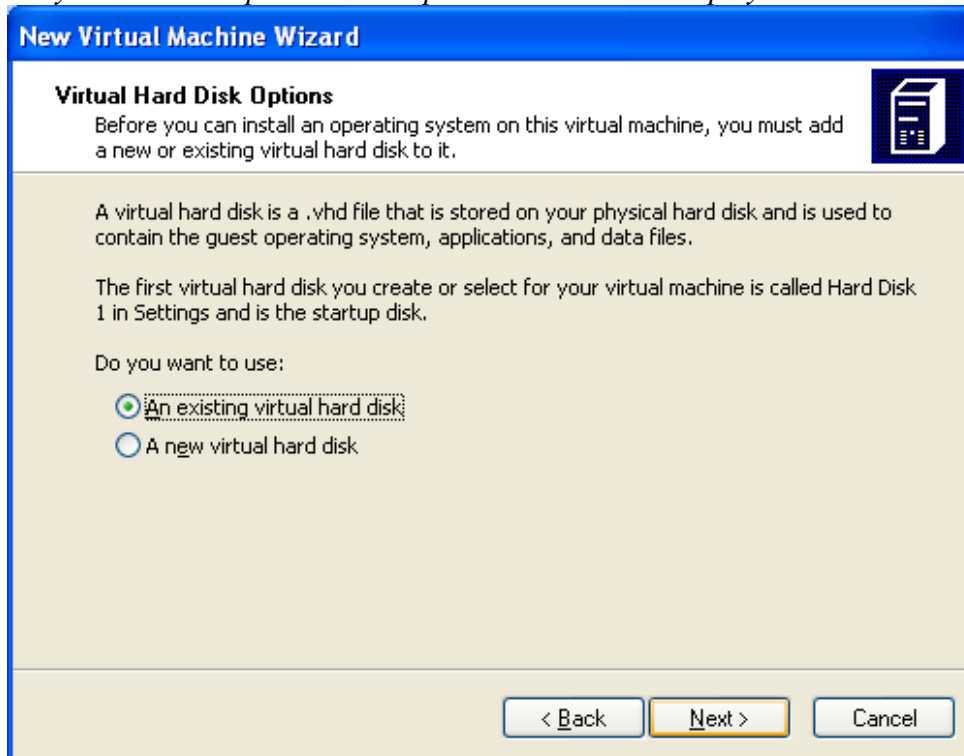 New Virtual Machine Wizard
Virtual Hard Disk Options
Before you can install an operating system on this virtual machine, you must add
a new or existing virtual hard disk to it.
A virtual hard disk is a .vhd file that is stored on your physical hard disk and is used to
contain the guest operating system, applications, and data files.
The first virtual hard disk you create or select for your virtual machine is called Hard Disk
1 in Settings and is the startup disk.
Do you want to use:
An existing virtual hard disk
A new virtual hard disk
< Back
Next >
Cancel